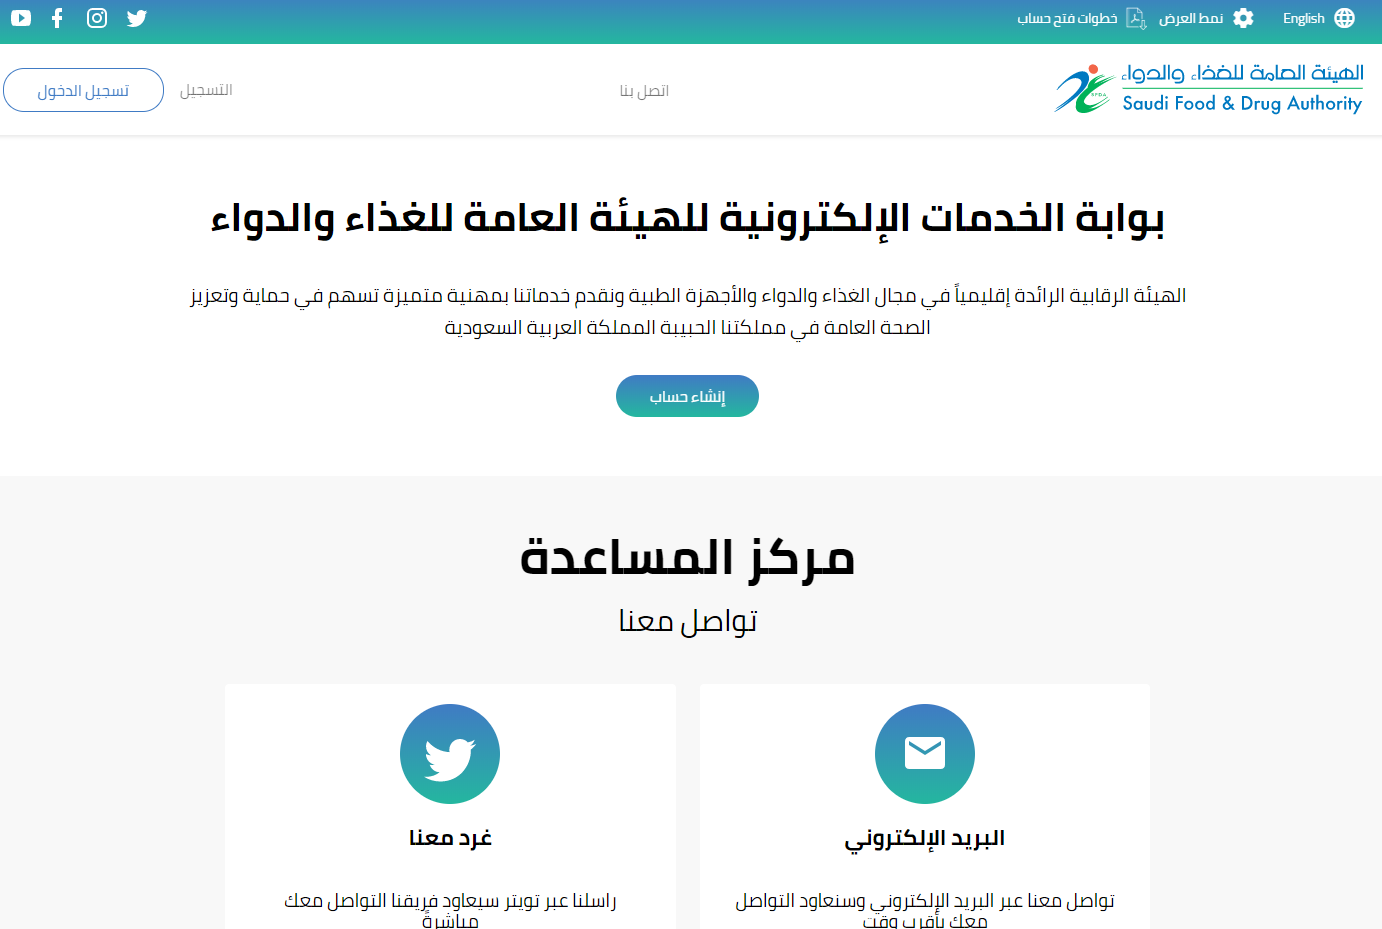 English
نمط العرض
خطوات فتح حساب
الهيئة العامة للغذاء والدواء
Saudi Food & Drug Authority
SFDA
اتصل بنا
التسجيل
تسجيل الدخول
بوابة الخدمات الإلكترونية للهيئة العامة للغذاء والدواء
الهيئة الرقابية الرائدة إقليمياً في مجال الغذاء والدواء والأجهزة الطبية ونقدم خدماتنا بمهنية متميزة تسهم في حماية وتعزيز
الصحة العامة في مملكتنا الحبيبة المملكة العربية السعودية
إنشاء حساب
مركز المساعدة
تواصل معنا
البريد الإلكتروني
تواصل معنا عبر البريد الإلكتروني وسنعاود التواصل
معك بأقرب وقت
غرد معنا
راسلنا عبر تويتر سيعاود فريقنا التواصل معك
مباشرةً